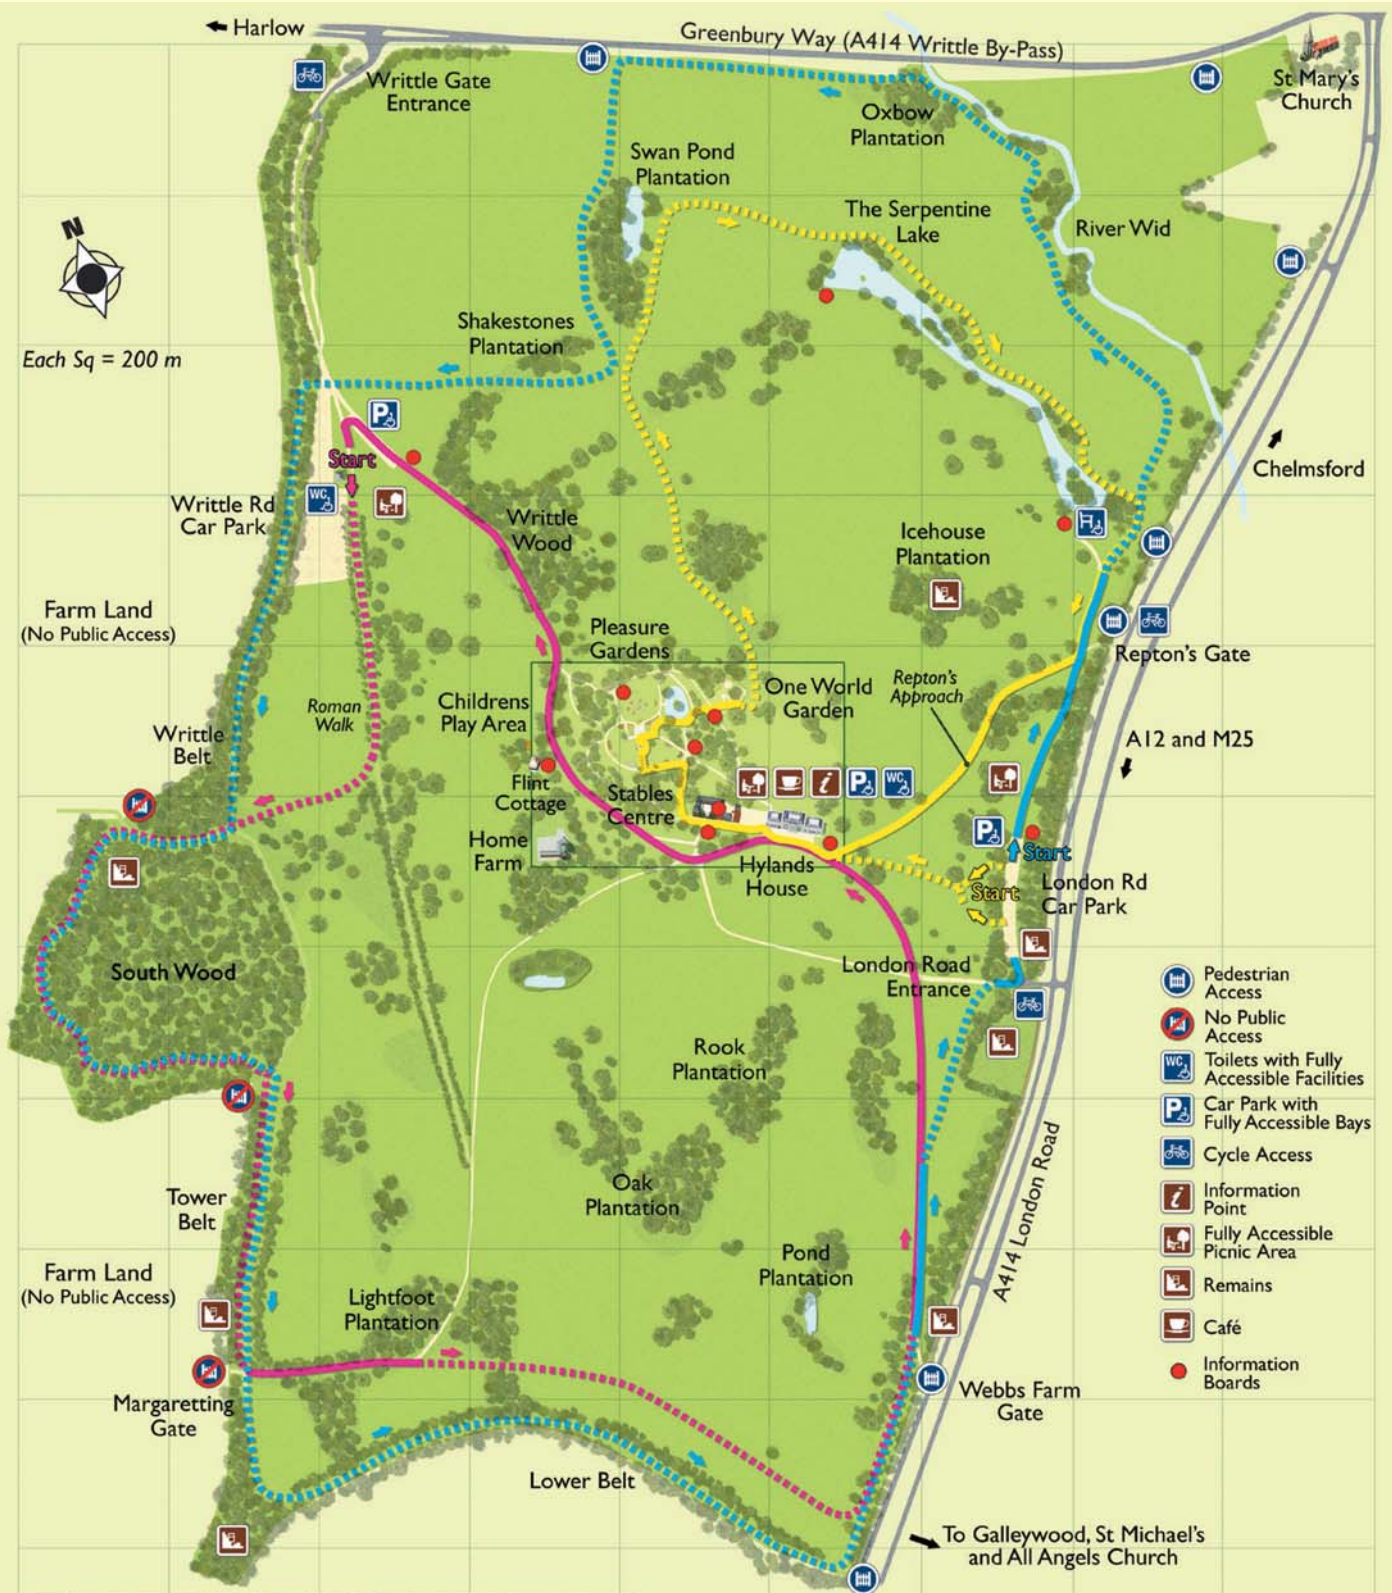 Harlow
Greenbury Way (A414 Writtle By-Pass)
St Mary's
Church
Writtle Gate
Entrance
Oxbow
Plantation
Swan Pond
Plantation
The Serpentine
Lake
River Wid
N
Each Sq = 200 m
Shakestones
Plantation
P
Start
Chelmsford
Writtle Rd
Car Park
WC
Writtle
Wood
Icehouse
Plantation
Farm Land
(No Public Access)
Pleasure
Gardens
Repton's Gate
Repton's
Approach
One World
Garden
Childrens
Play Area
Roman
Walk
Writtle
Belt
A12 and M25
Flint
Cottage
Stables
Centre
i
P
WC
Home
Farm
Hylands
House
P
Start
Start
London Rd
Car Park
South Wood
London Road
Entrance
Rook
Plantation
Oak
Plantation
Tower
Belt
Pond
Plantation
Farm Land
(No Public Access)
Lightfoot
Plantation
A414 London Road
Margaretting
Gate
Webbs Farm
Gate
Lower Belt
To Galleywood, St Michael's
and All Angels Church
Pedestrian
Access
No Public
Access
WC
Toilets with Fully
Accessible Facilities
P
Car Park with
Fully Accessible Bays
Cycle Access
i
Information
Point
Fully Accessible
Picnic Area
Remains
Café
Information
Boards